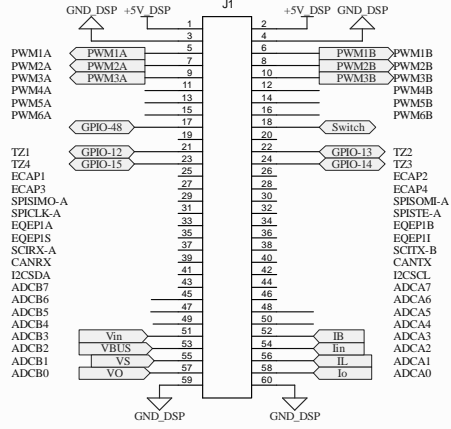 J1
GND_DSP +5V_DSP +5V_DSP GND_DSP
1 2
3 4
PWM1A PWM1A 5 6 PWM1B PWM1B
PWM2A PWM2A 7 8 PWM2B PWM2B
PWM3A PWM3A 9 10 PWM3B PWM3B
PWM4A 11 12 PWM4B
PWM5A 13 14 PWM5B
PWM6A 15 16 PWM6B
GPIO-48 17 18 Switch
19 20
TZ1 GPIO-12 21 22 GPIO-13 TZ2
TZ4 GPIO-15 23 24 GPIO-14 TZ3
ECAP1 25 26 ECAP2
ECAP3 27 28 ECAP4
SPISIMO-A 29 30 SPISOMI-A
SPICLK-A 31 32 SPISTE-A
EQEP1A 33 34 EQEP1B
EQEP1S 35 36 EQEP1I
SCIRX-A 37 38 SCITX-B
CANRX 39 40 CANTX
I2CSDA 41 42 I2CSCL
ADCB7 43 44 ADCA7
ADCB6 45 46 ADCA6
ADCB5 47 48 ADCA5
ADCB4 49 50 ADCA4
ADCB3 Vin 51 52 IB ADCA3
ADCB2 VBUS 53 54 Iin ADCA2
ADCB1 VS 55 56 IL ADCA1
ADCB0 VO 57 58 Io ADCA0
59 60
GND_DSP GND_DSP